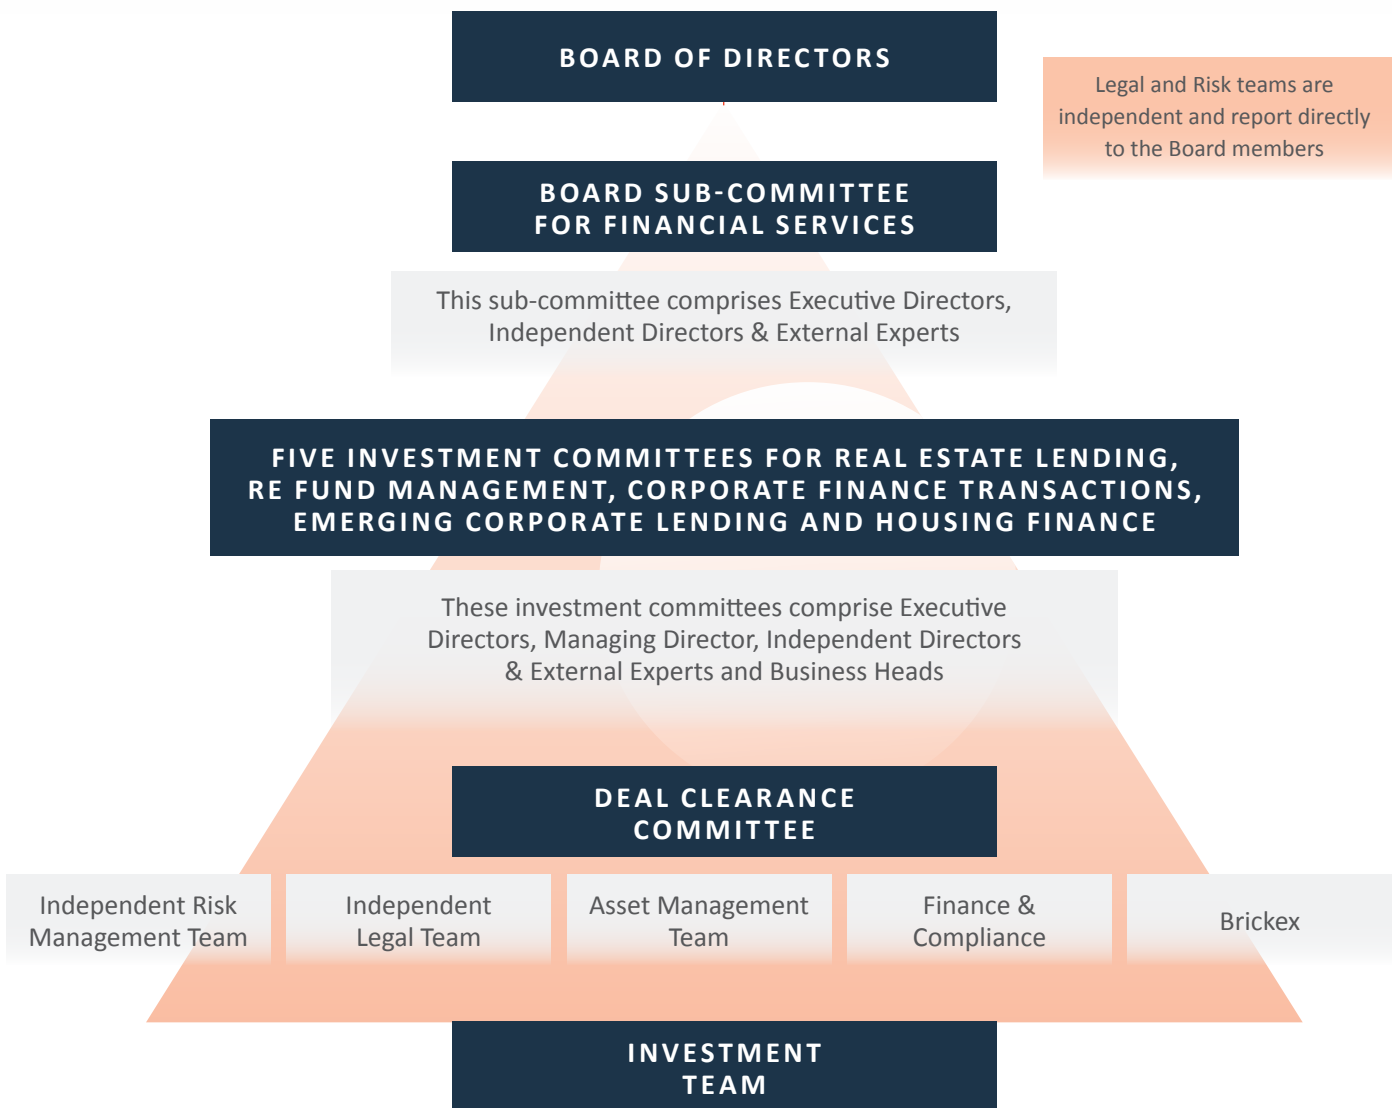 BOARD OF DIRECTORS
Legal and Risk teams are
independent and report directly
to the Board members
BOARD SUB-COMMITTEE
FOR FINANCIAL SERVICES
This sub-committee comprises Executive Directors,
Independent Directors & External Experts
FIVE INVESTMENT COMMITTEES FOR REAL ESTATE LENDING,
RE FUND MANAGEMENT, CORPORATE FINANCE TRANSACTIONS,
EMERGING CORPORATE LENDING AND HOUSING FINANCE
These investment committees comprise Executive
Directors, Managing Director, Independent Directors
& External Experts and Business Heads
DEAL CLEARANCE
COMMITTEE
Independent Risk
Management Team
Independent
Legal Team
Asset Management
Team
Finance &
Compliance
Brickex
INVESTMENT
TEAM